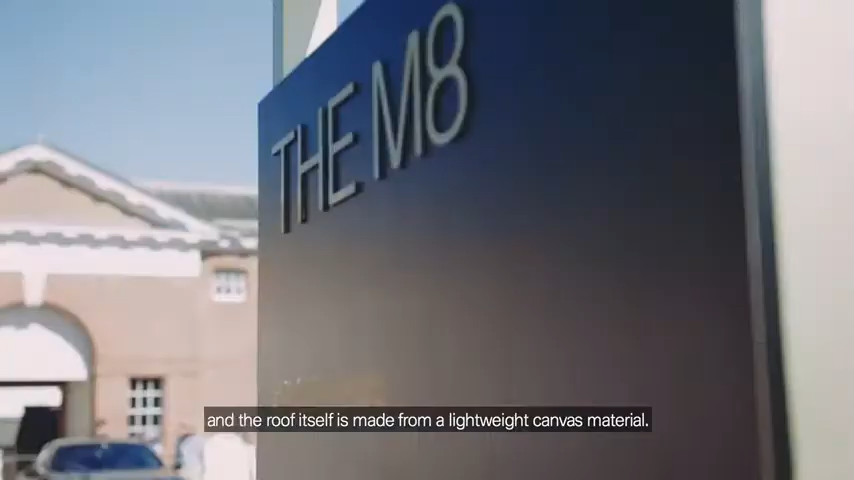 THE M8
and the roof itself is made from a lightweight canvas material.